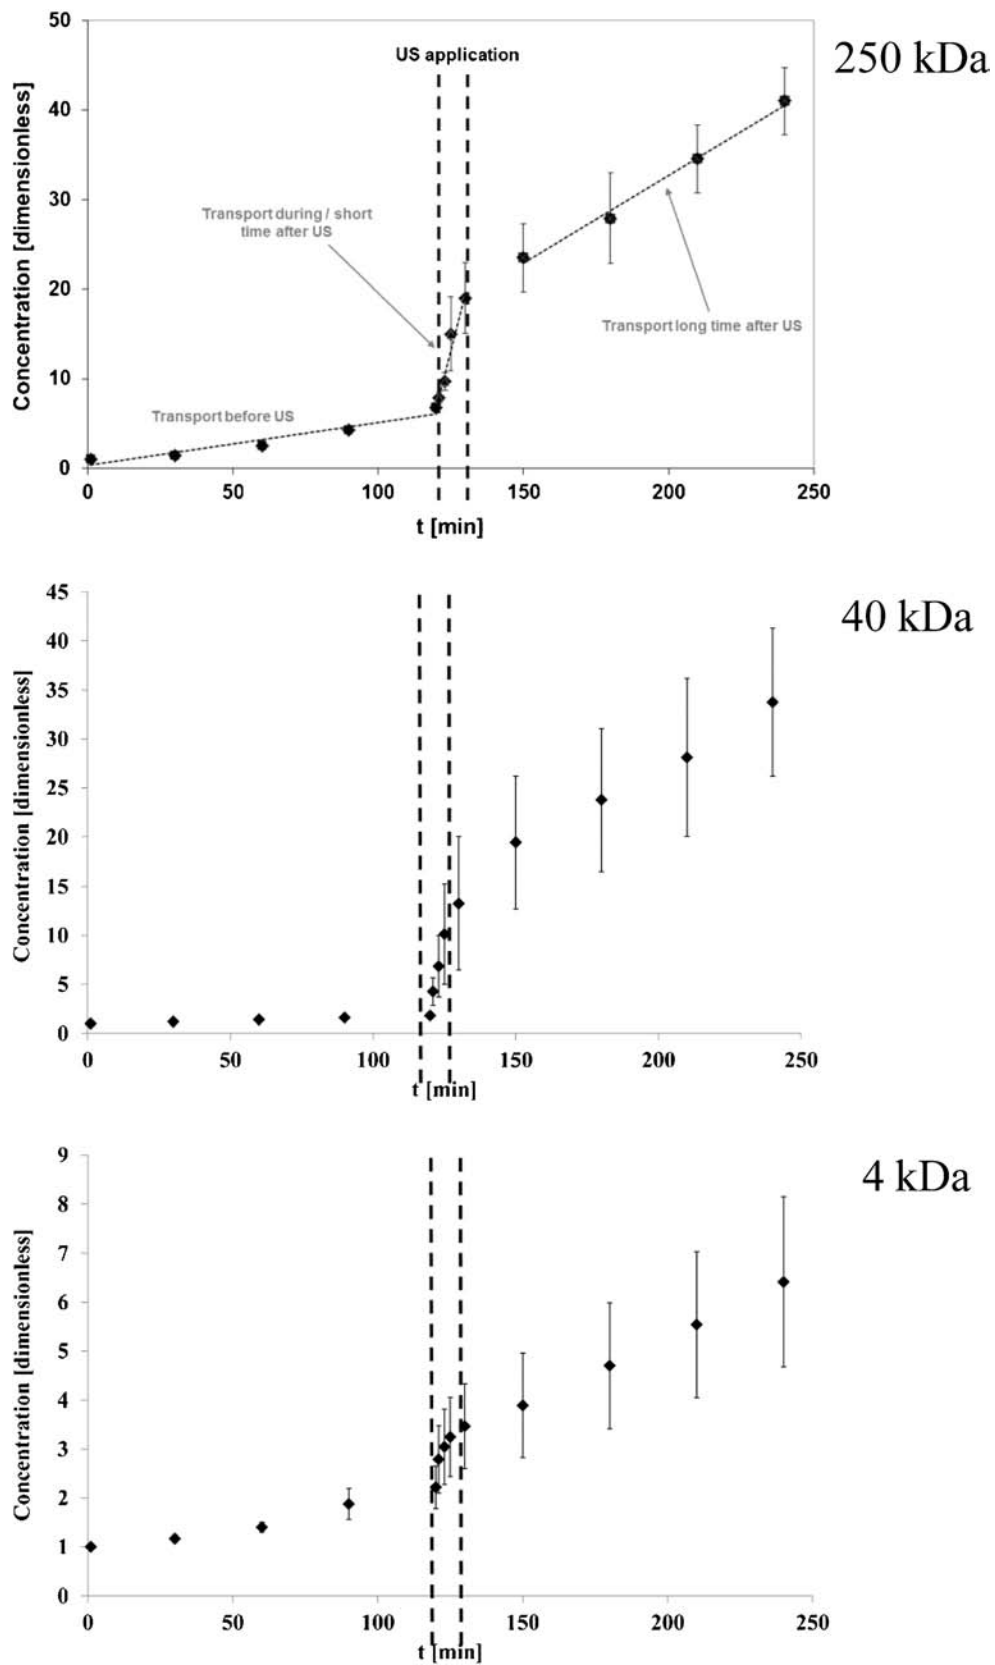 50
US application
250 kDa
40
Concentration [dimensionless]
30
Transport during / short
time after US
20
Transport long time after US
10
Transport before US
0
0 50 100 150 200 250
t [min]
45
40 kDa
40
35
30
25
Concentration [dimensionless]
20
15
10
5
0
0 50 100 150 200 250
t [min]
9
4 kDa
8
7
6
5
Concentration [dimensionless]
4
3
2
1
0
0 50 100 150 200 250
t [min]